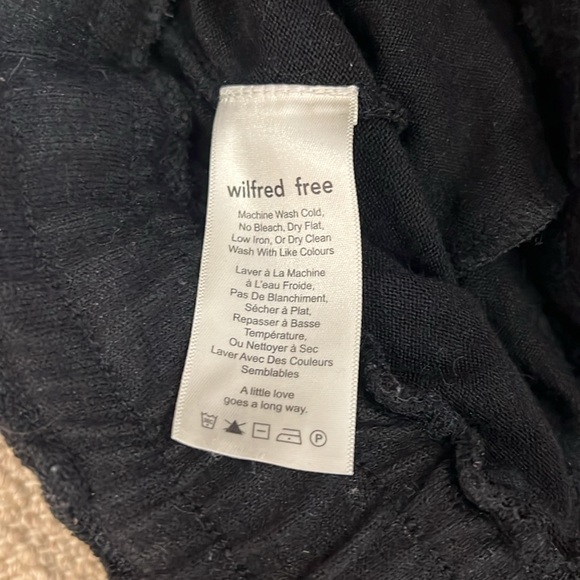 wilfred free
Machine Wash Cold,
No Bleach, Dry Flat,
Low Iron, Or Dry Clean
Wash With Like Colours
Laver à La Machine
à L'eau Froide,
Pas De Blanchiment,
Sécher à Plat,
Repasser à Basse
Température,
Ou Nettoyer à Sec
Laver Avec Des Couleurs
Semblables
A little love
goes a long way.
P